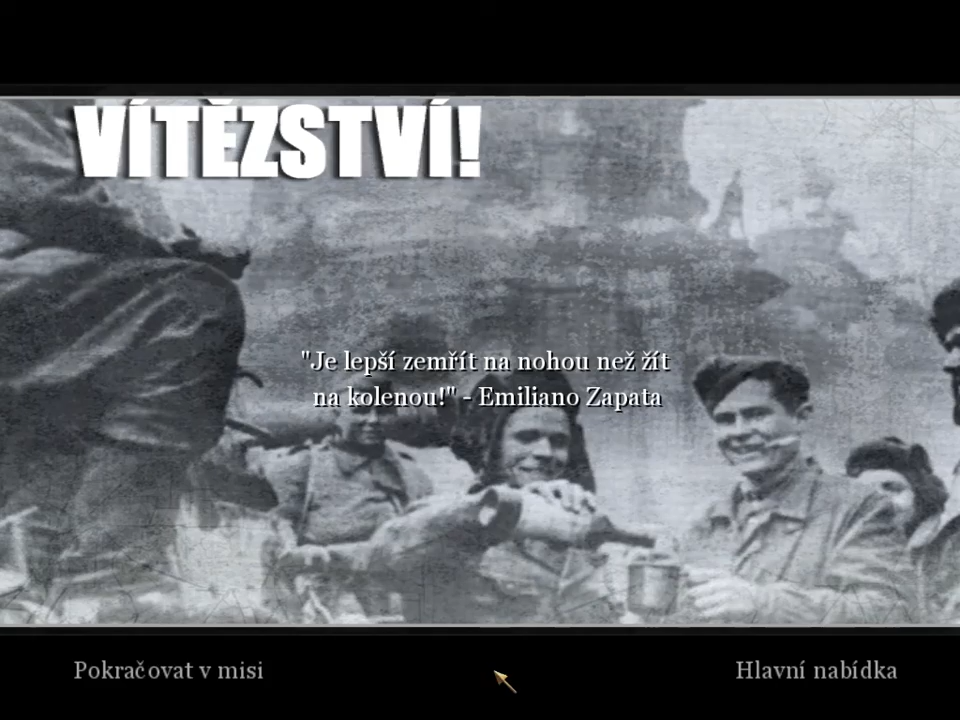 VÍTĚZSTVÍ!
"Je lepší zemřít na nohou než žít
na kolenou!" - Emiliano Zapata
Pokračovat v misi
Hlavní nabídka